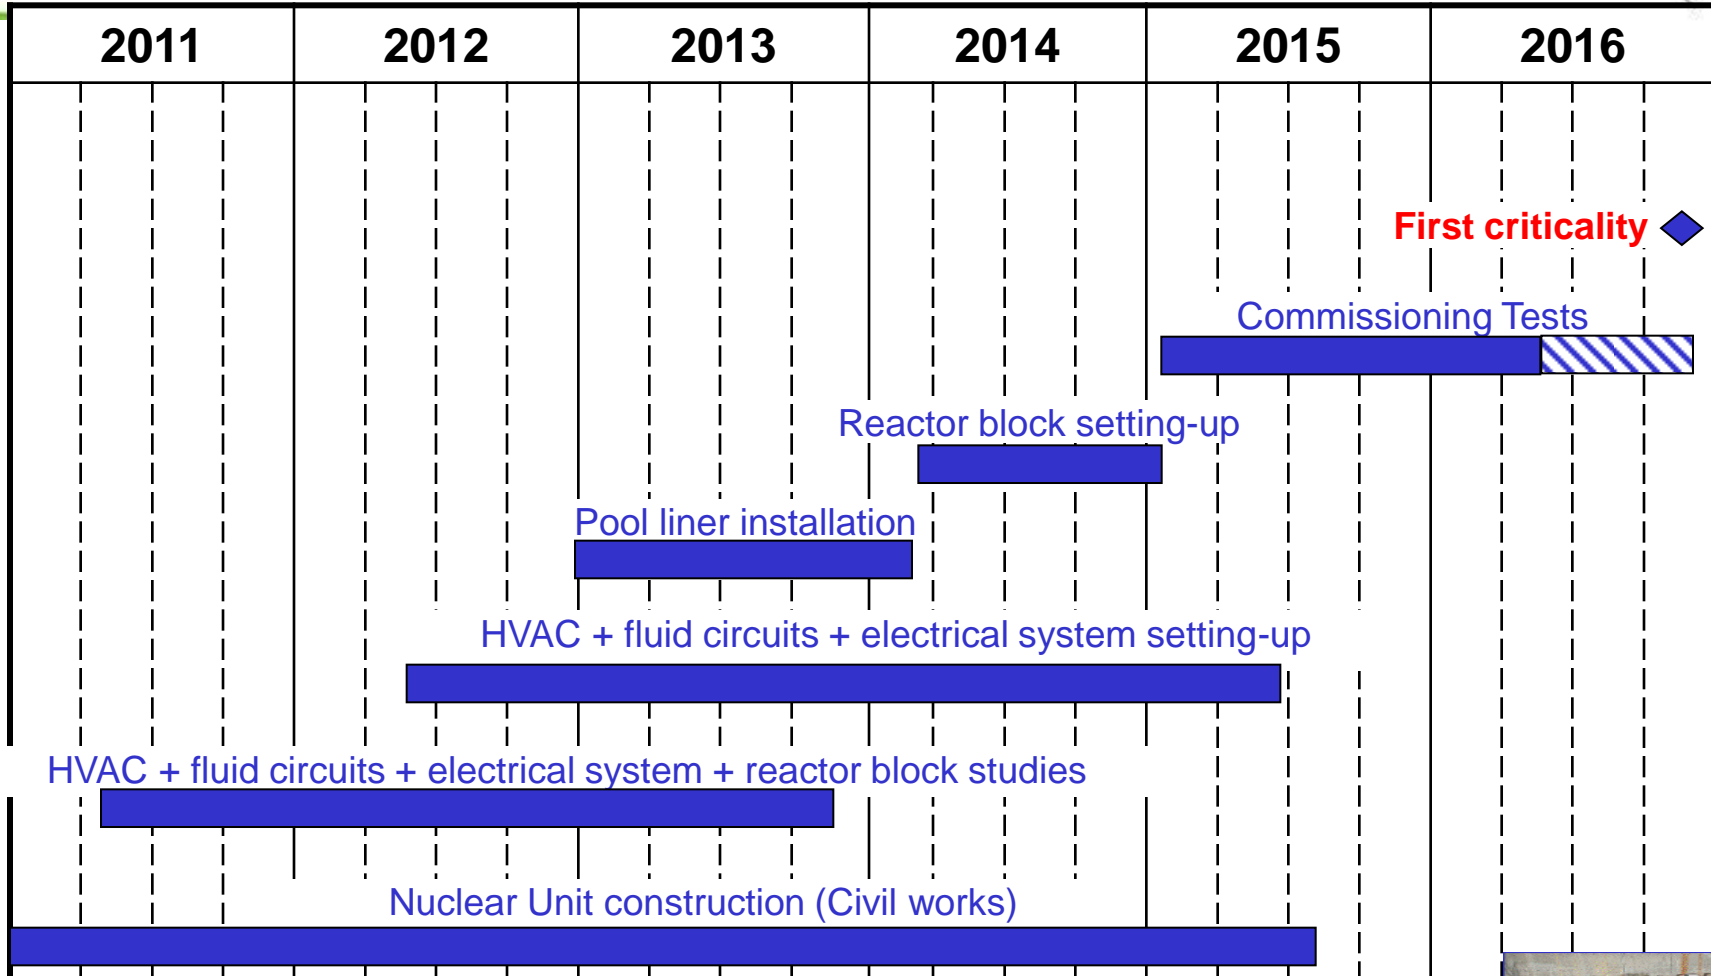 2011 2012 2013 2014 2015 2016
First criticality
Commissioning Tests
Reactor block setting-up
Pool liner installation
HVAC + fluid circuits + electrical system setting-up
HVAC + fluid circuits + electrical system + reactor block studies
Nuclear Unit construction (Civil works)